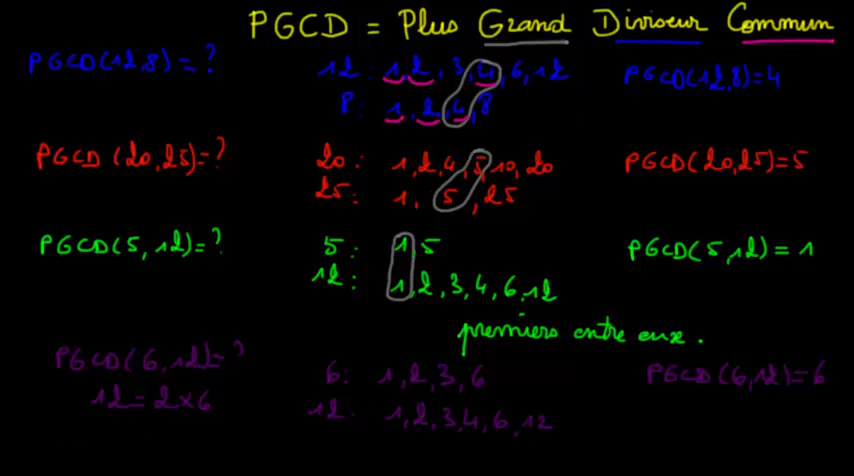 PGCD = Plus Grand Diviseur Commun
PGCD(12,8)=?
12: 1, 2, 3, 4, 6, 12
8: 1, 2, 4, 8
PGCD(12,8)=4
PGCD(20,25)=?
20: 1, 2, 4, 5, 10, 20
25: 1, 5, 25
PGCD(20,25)=5
PGCD(5,12)=?
5: 1, 5
12: 1, 2, 3, 4, 6, 12
PGCD(5,12)=1
premiers entre eux.
PGCD(6,12)=?
12=2×6
6: 1, 2, 3, 6
12: 1, 2, 3, 4, 6, 12
PGCD(6,12)=6